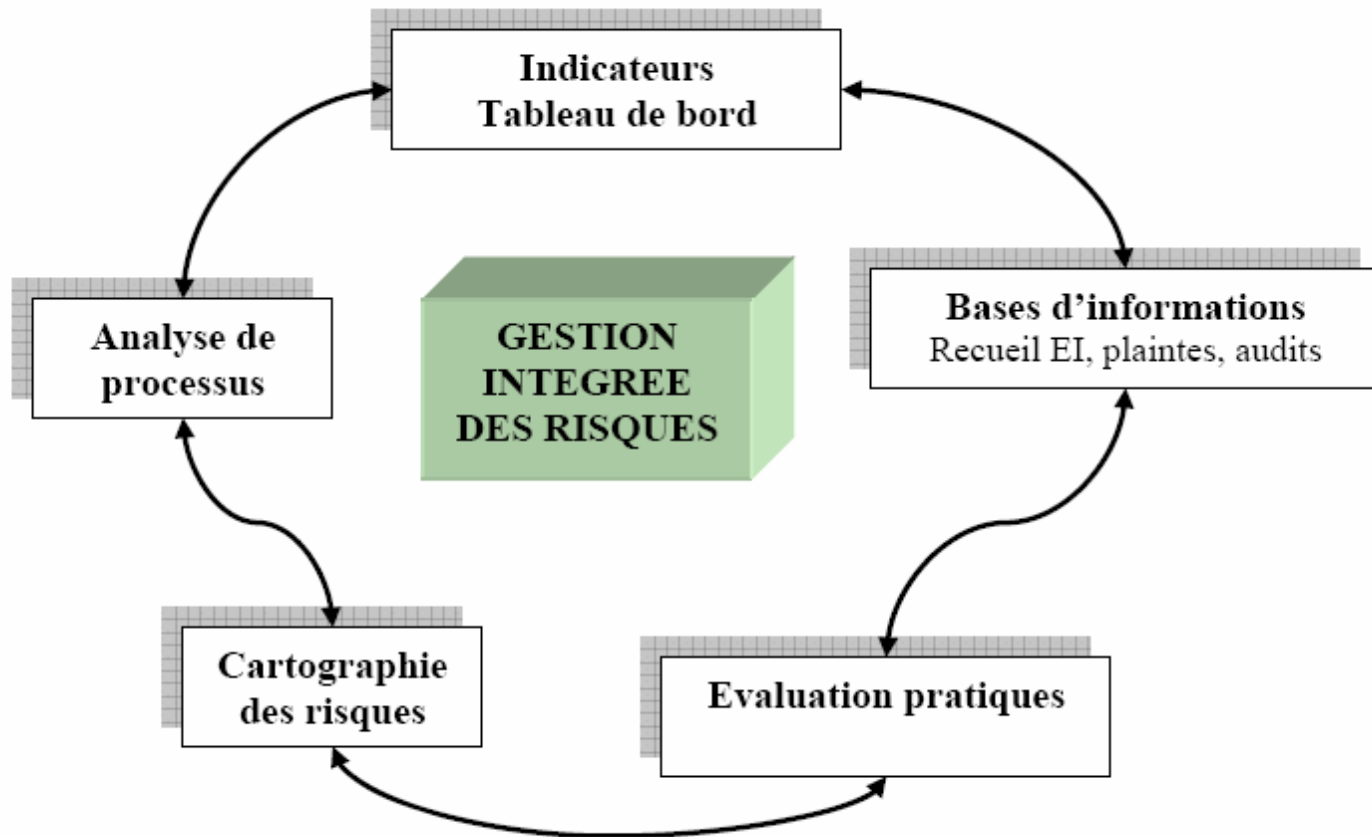 Indicateurs
Tableau de bord
Analyse de
processus
GESTION
INTEGREE
DES RISQUES
Bases d’informations
Recueil EI, plaintes, audits
Cartographie
des risques
Evaluation pratiques